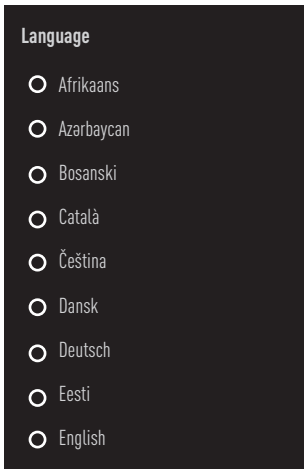 Language
Afrikaans
Azərbaycan
Bosanski
Català
Čeština
Dansk
Deutsch
Eesti
English